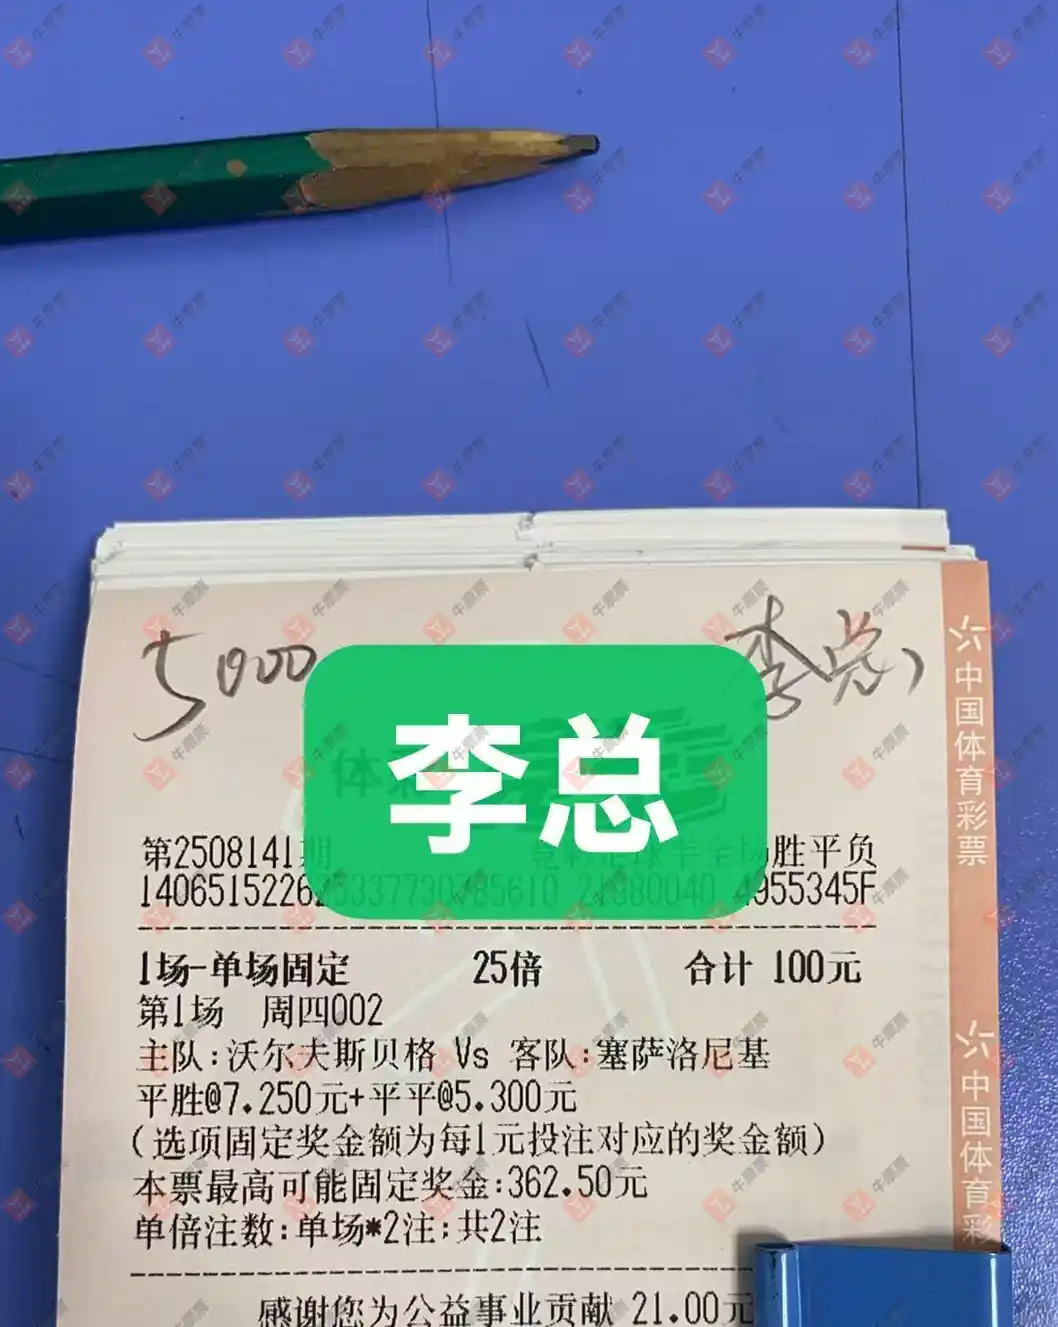 5000 李总
李总
第2508141期 竞彩足球半全场胜平负
4955345F
1场-单场固定 25倍 合计 100元
第1场 周四002
主队:沃尔夫斯贝格 Vs 客队:塞萨洛尼基
平胜@7.250元+平平@5.300元
(选项固定奖金额为每1元投注对应的奖金额)
本票最高可能固定奖金:362.50元
单倍注数:单场*2注;共2注
感谢您为公益事业贡献 21.00元
中国体育彩票
中国体育彩